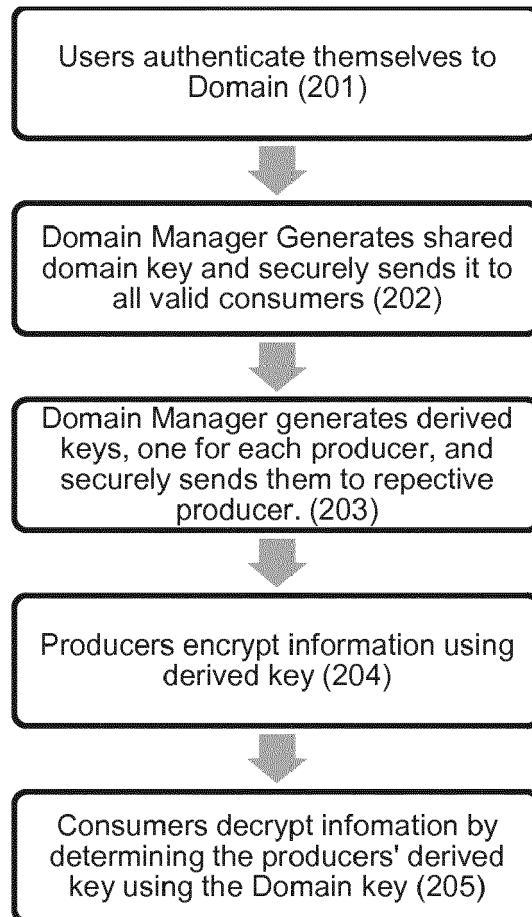 Users authenticate themselves to
Domain (201)
Domain Manager Generates shared
domain key and securely sends it to
all valid consumers (202)
Domain Manager generates derived
keys, one for each producer, and
securely sends them to repective
producer. (203)
Producers encrypt information using
derived key (204)
Consumers decrypt infomation by
determining the producers' derived
key using the Domain key (205)